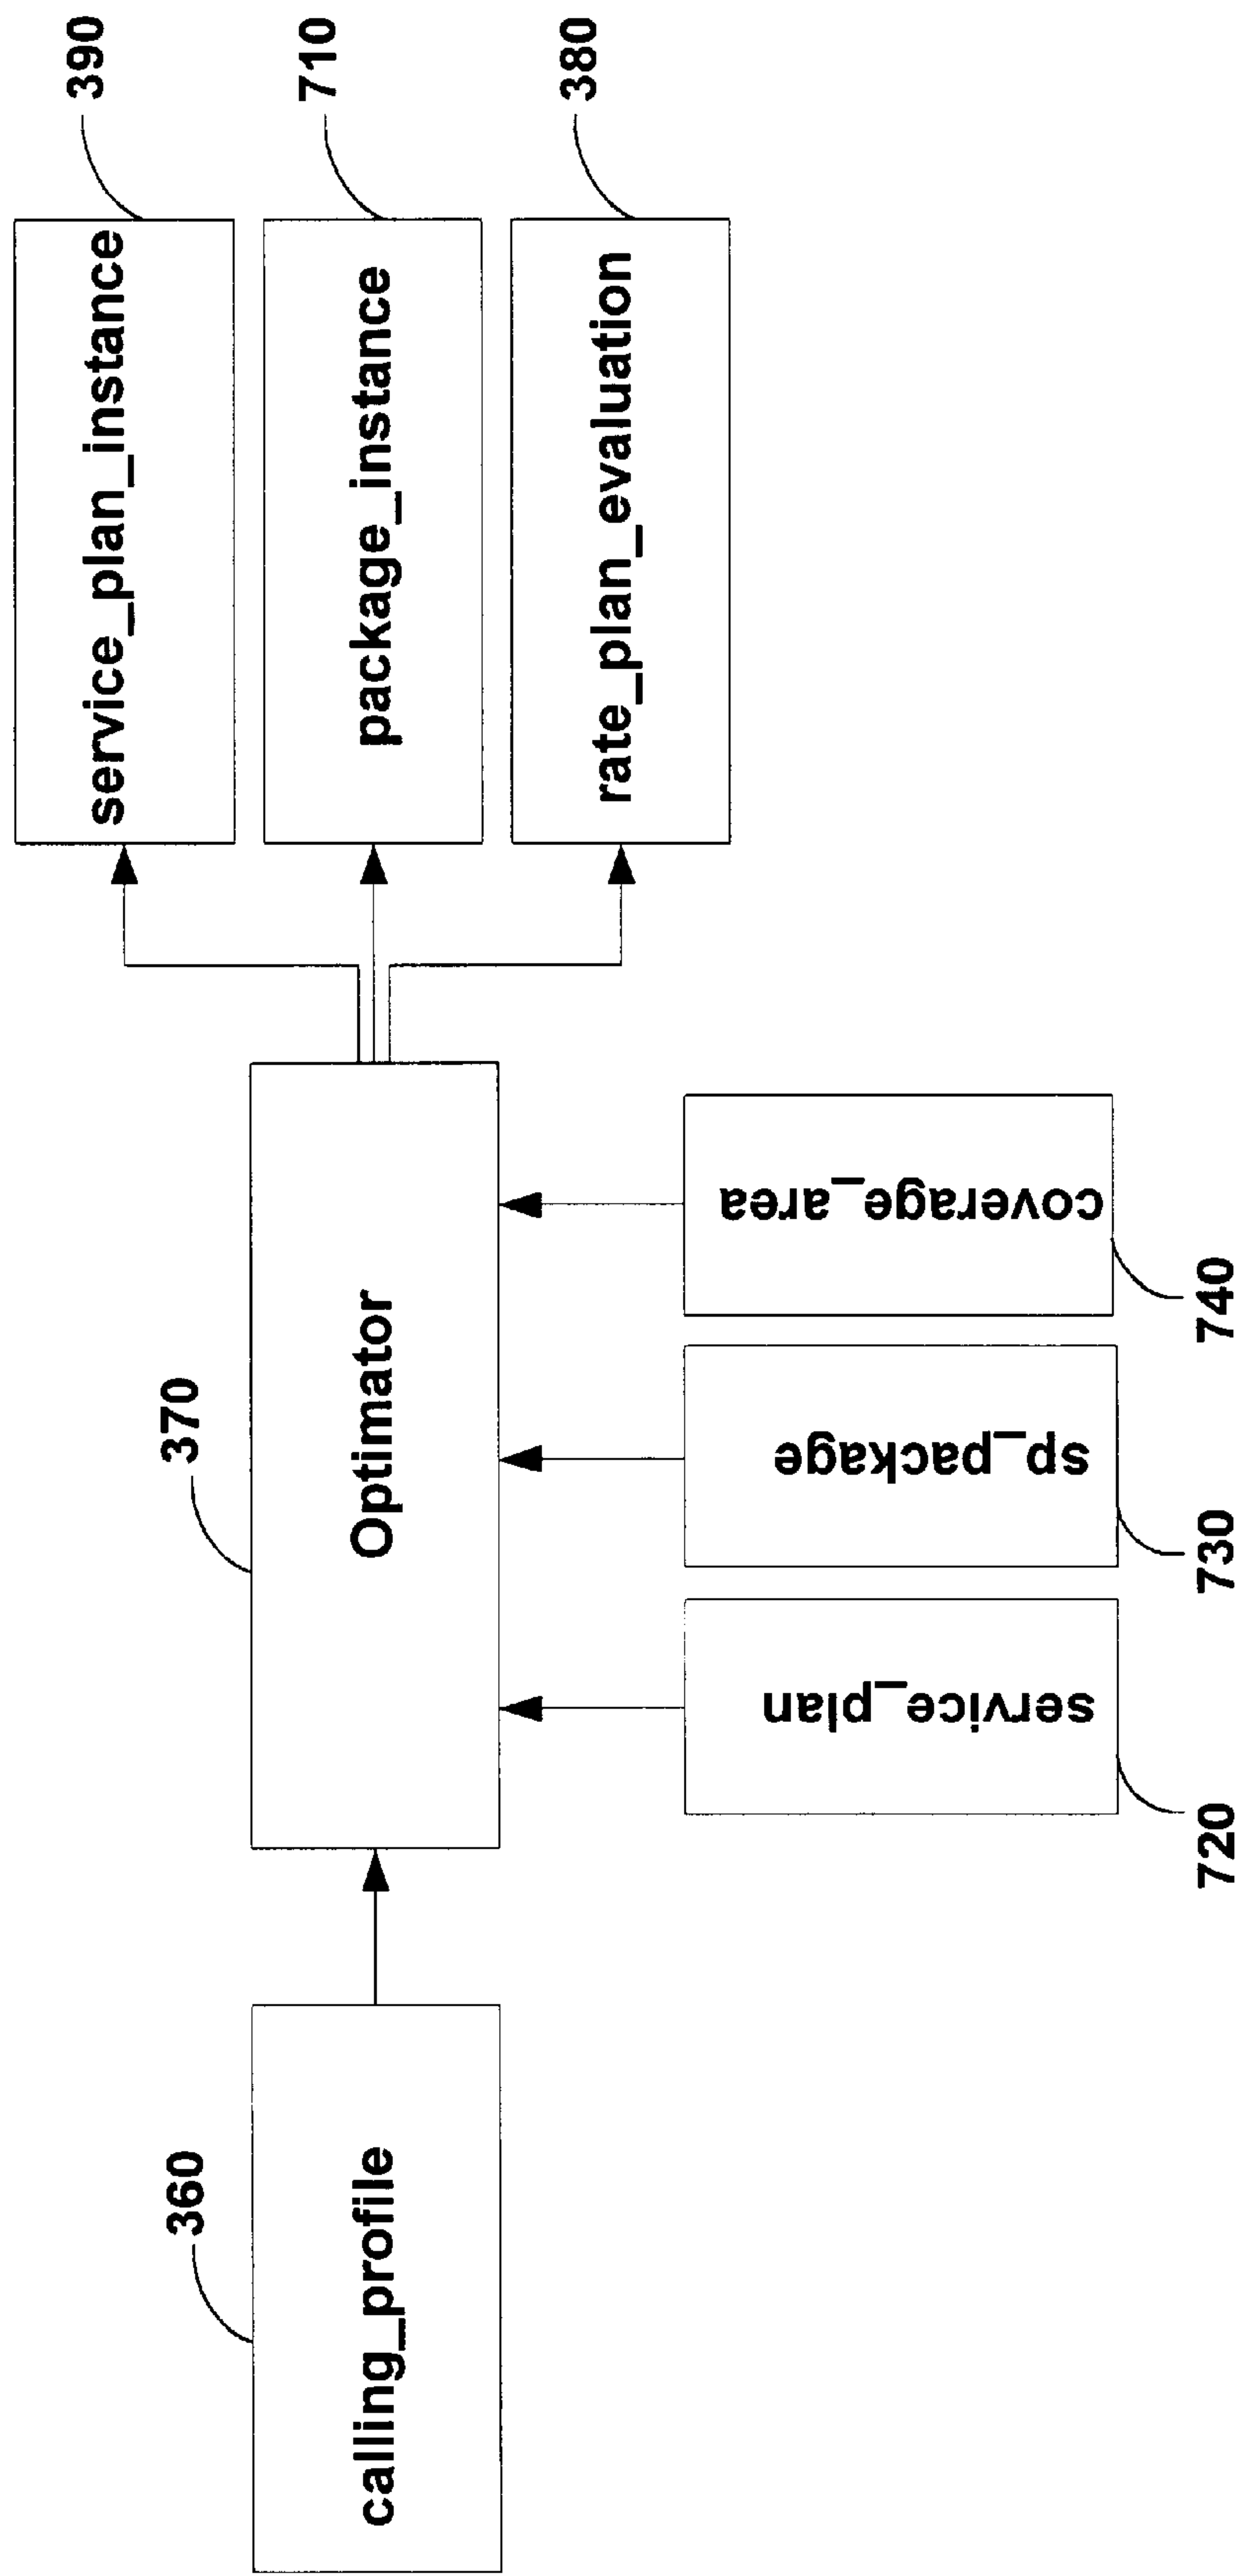 360
calling_profile
370
Optimator
390
service_plan_instance
710
package_instance
380
rate_plan_evaluation
service_plan
720
sp_package
730
coverage_area
740